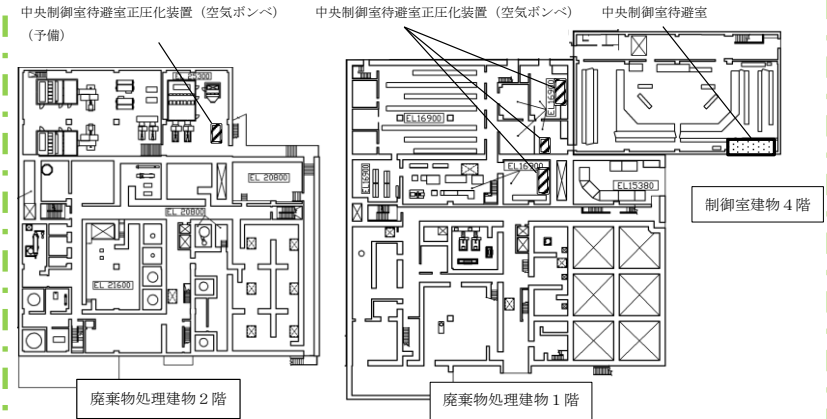 中央制御室待避室正圧化装置（空気ボンベ）
（予備）
中央制御室待避室正圧化装置（空気ボンベ）
中央制御室待避室
EL 25300
EL16900
EL16900
EL16900
EL16900
EL15380
EL 20800
EL 20800
EL 21600
制御室建物４階
廃棄物処理建物２階
廃棄物処理建物１階